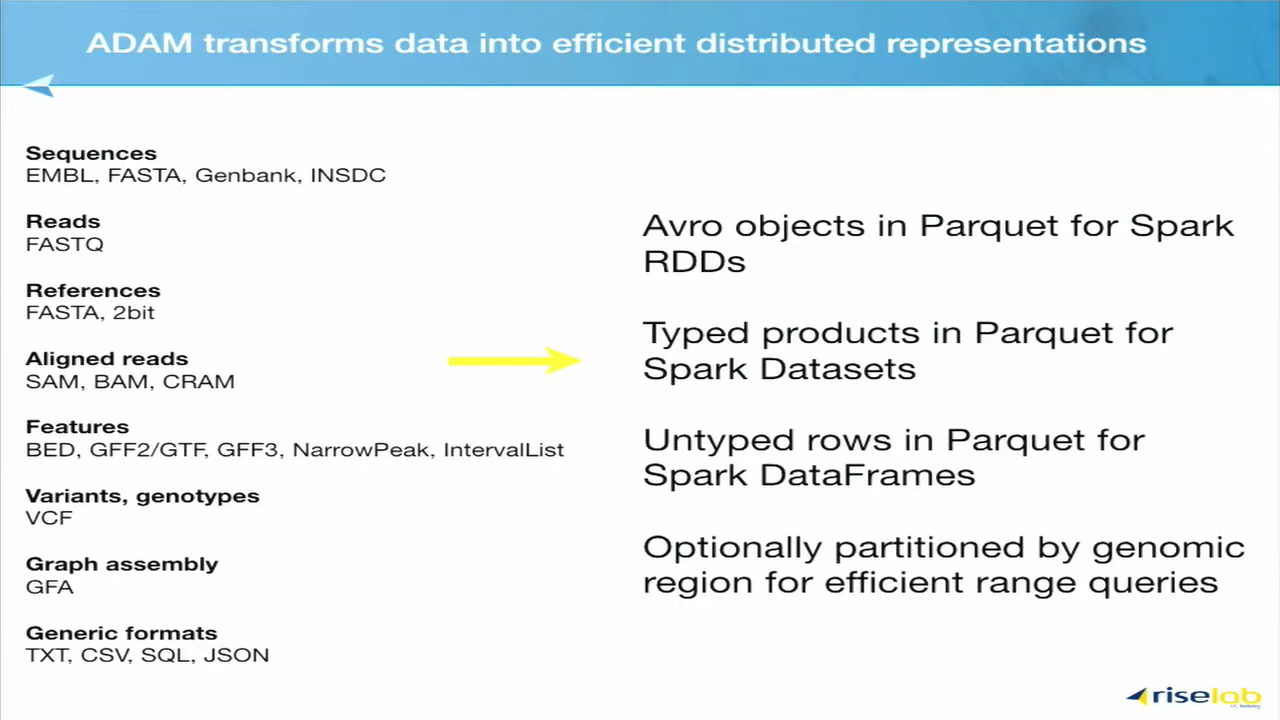 ADAM transforms data into efficient distributed representations
Sequences
EMBL, FASTA, Genbank, INSDC
Reads
FASTQ
References
FASTA, 2bit
Aligned reads
SAM, BAM, CRAM
Features
BED, GFF2/GTF, GFF3, NarrowPeak, IntervalList
Variants, genotypes
VCF
Graph assembly
GFA
Generic formats
TXT, CSV, SQL, JSON
Avro objects in Parquet for Spark
RDDs
Typed products in Parquet for
Spark Datasets
Untyped rows in Parquet for
Spark DataFrames
Optionally partitioned by genomic
region for efficient range queries
riselab
UC Berkeley